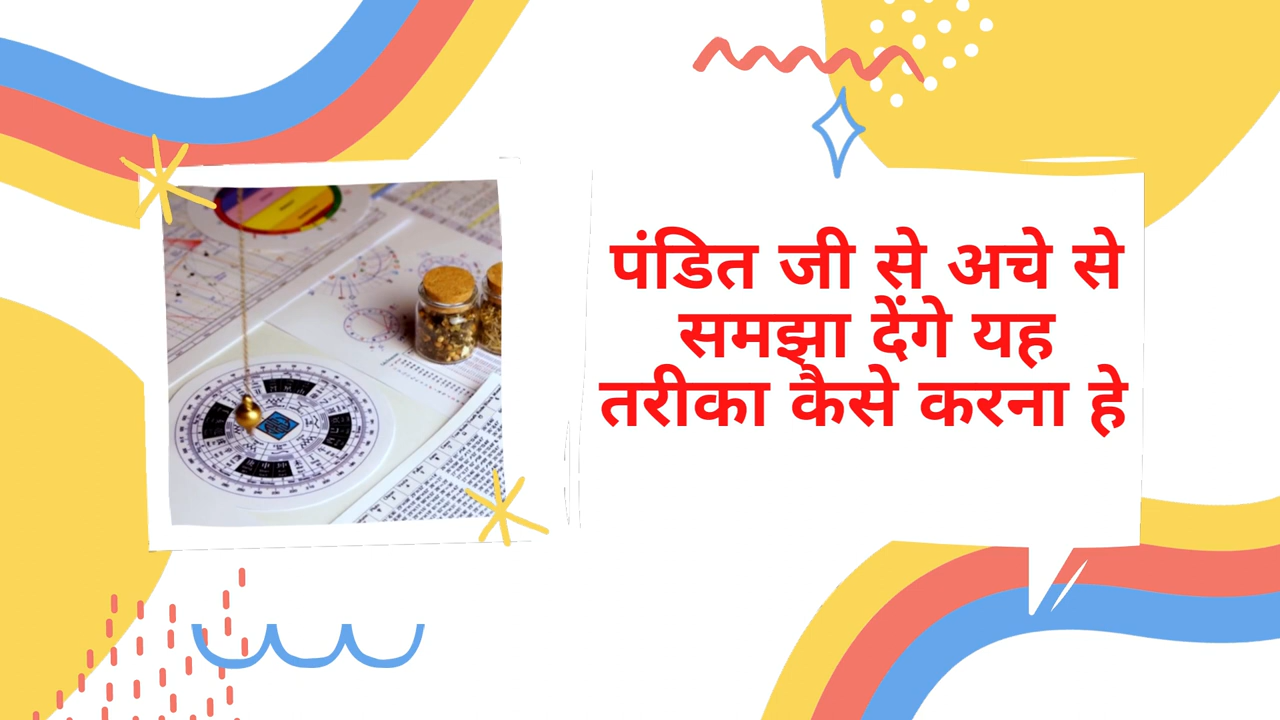 पंडित जी से अचे से
समझा देंगे यह
तरीका कैसे करना हे